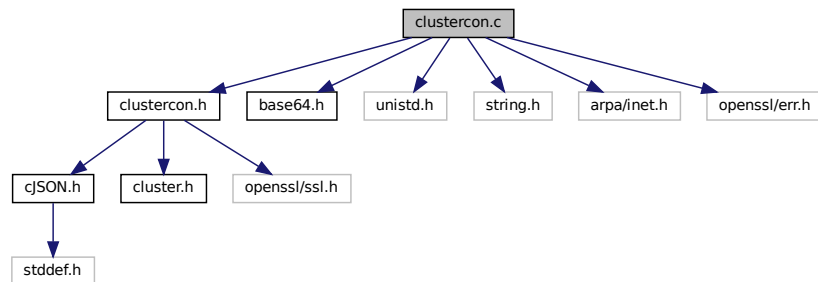 clustercon.c
clustercon.h
base64.h
unistd.h
string.h
arpa/inet.h
openssl/err.h
cJSON.h
cluster.h
openssl/ssl.h
stddef.h